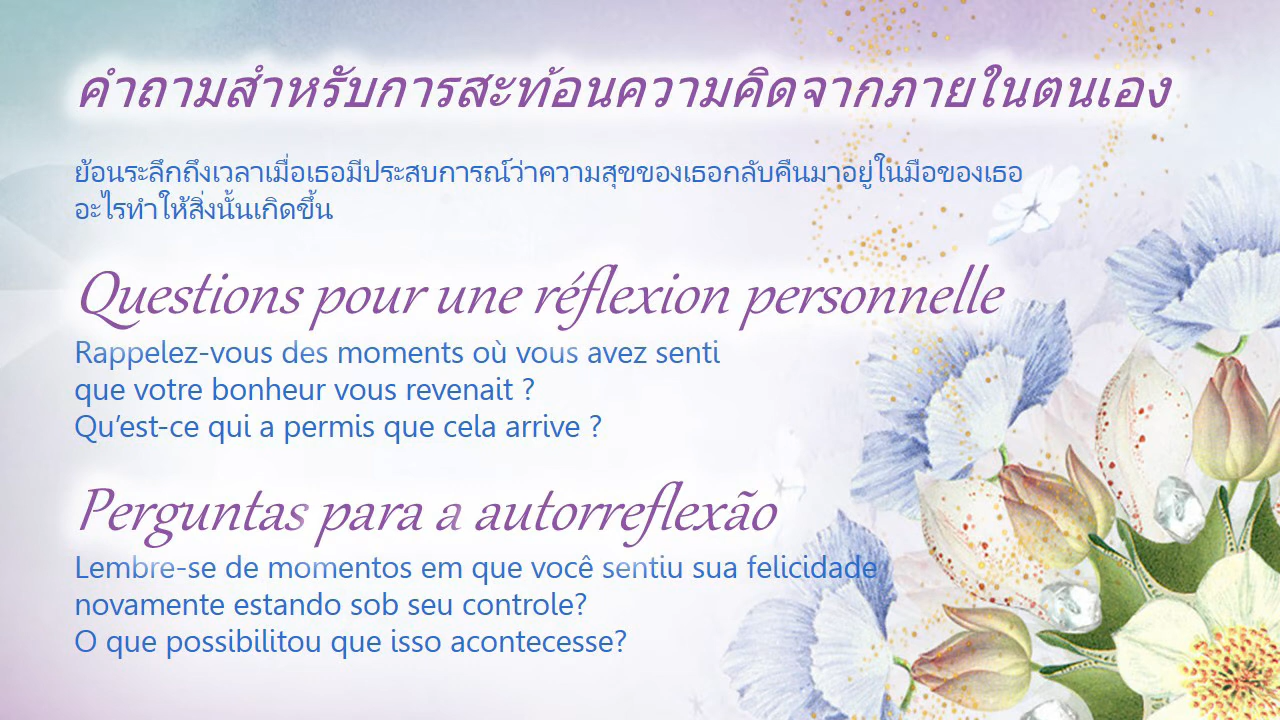 คำถามสำหรับการสะท้อนความคิดจากภายในตนเอง
ย้อนระลึกถึงเวลาเมื่อเธอมีประสบการณ์ว่าความสุขของเธอกลับคืนมาอยู่ในมือของเธอ
อะไรทำให้สิ่งนั้นเกิดขึ้น
Questions pour une réflexion personnelle
Rappelez-vous des moments où vous avez senti
que votre bonheur vous revenait ?
Qu’est-ce qui a permis que cela arrive ?
Perguntas para a autorreflexão
Lembre-se de momentos em que você sentiu sua felicidade
novamente estando sob seu controle?
O que possibilitou que isso acontecesse?